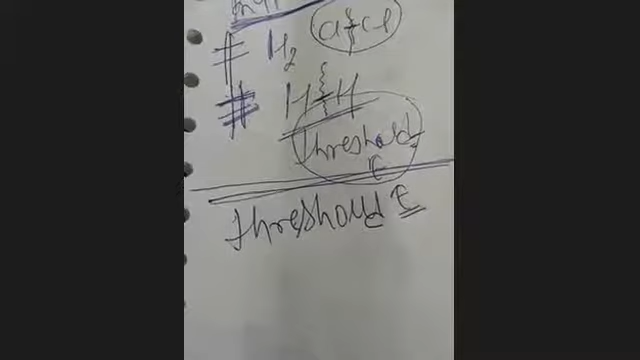 Cl Cl
H2
H H
threshold
E
threshold E